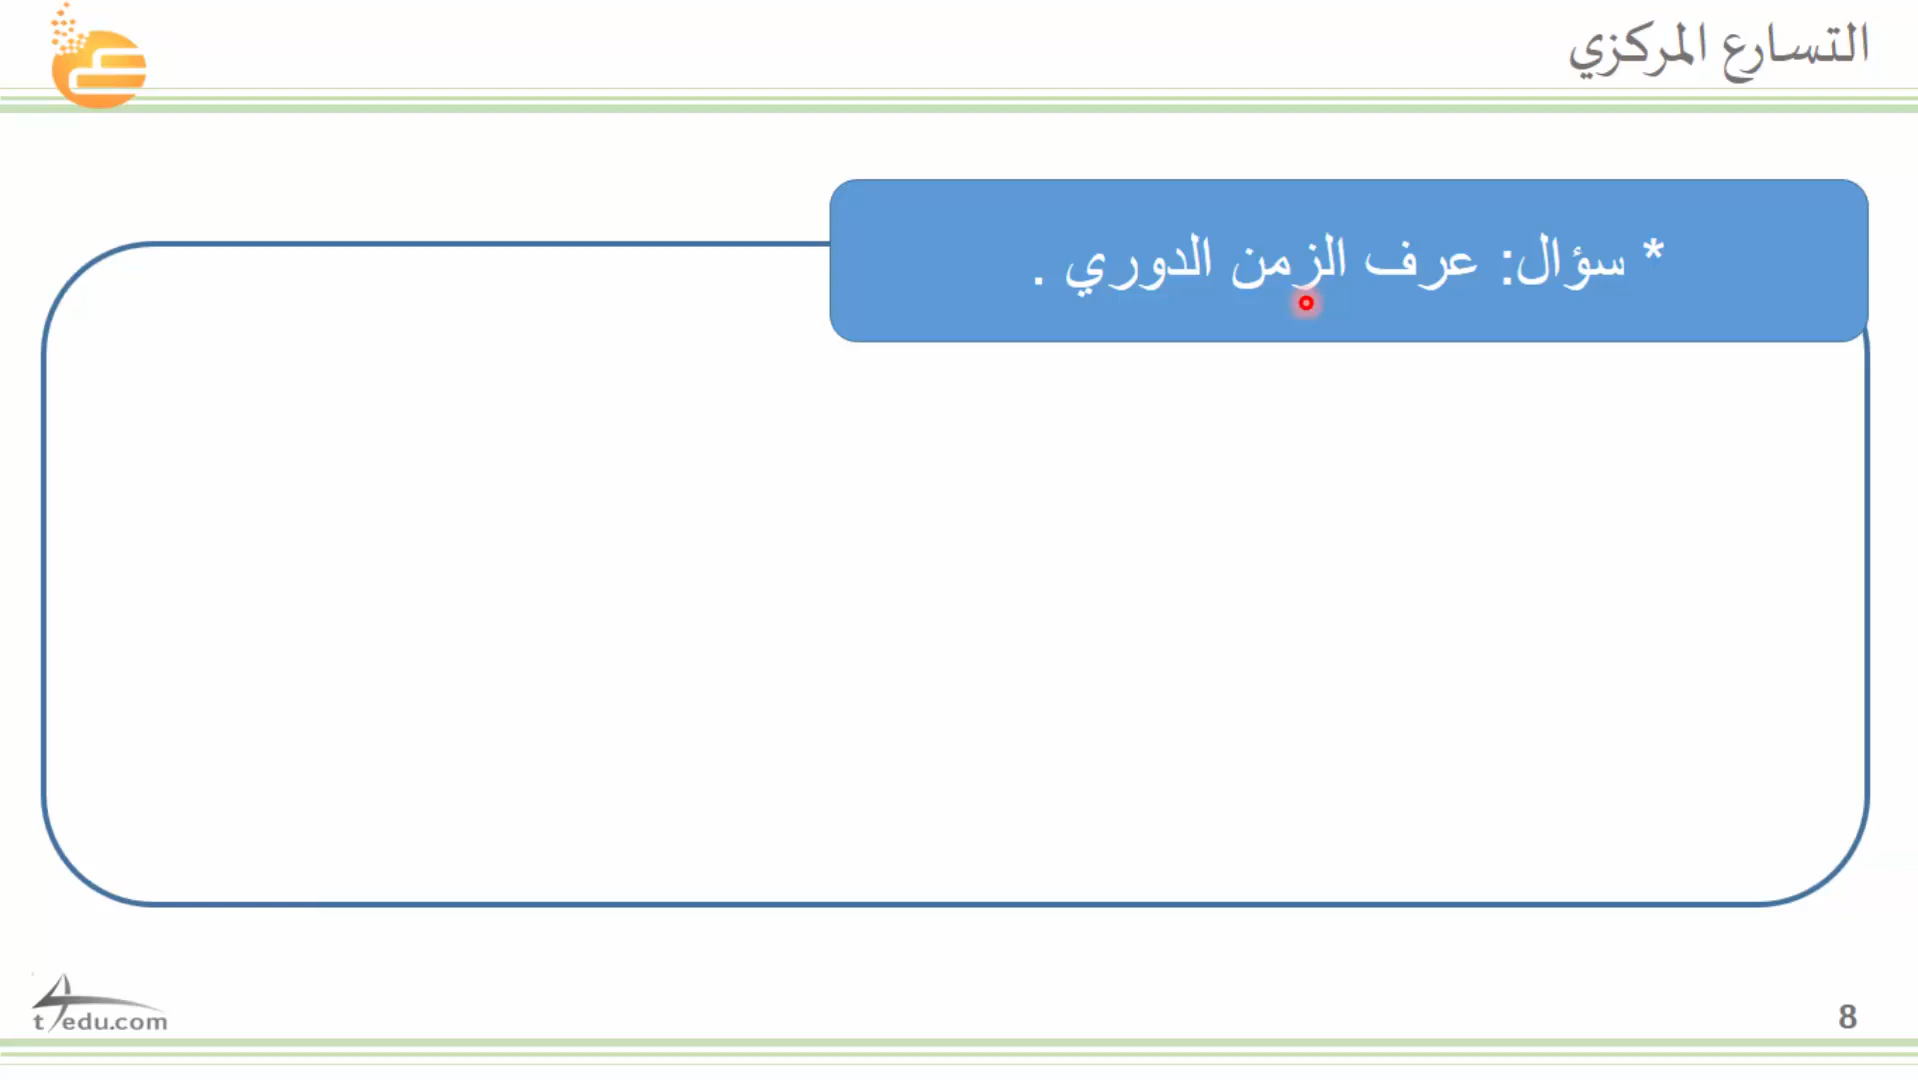 التسارع المركزي
* سؤال: عرف الزمن الدوري .
t4edu.com
8